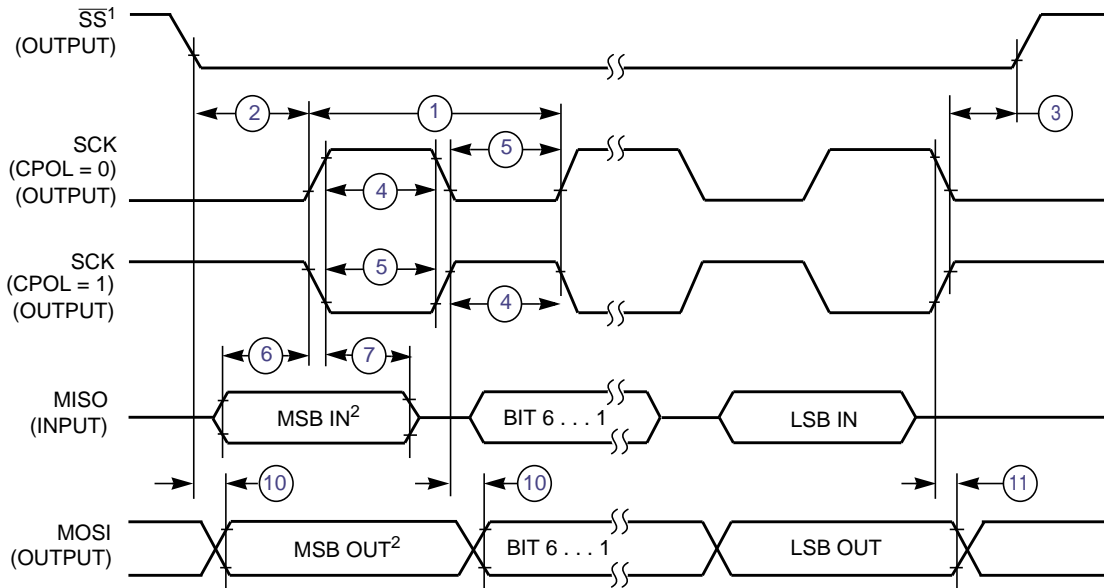 SS¹
(OUTPUT)
2
1
3
SCK
(CPOL = 0)
(OUTPUT)
5
4
SCK
(CPOL = 1)
(OUTPUT)
5
4
6
7
MISO
(INPUT)
MSB IN²
BIT 6 . . . 1
LSB IN
10
10
11
MOSI
(OUTPUT)
MSB OUT²
BIT 6 . . . 1
LSB OUT